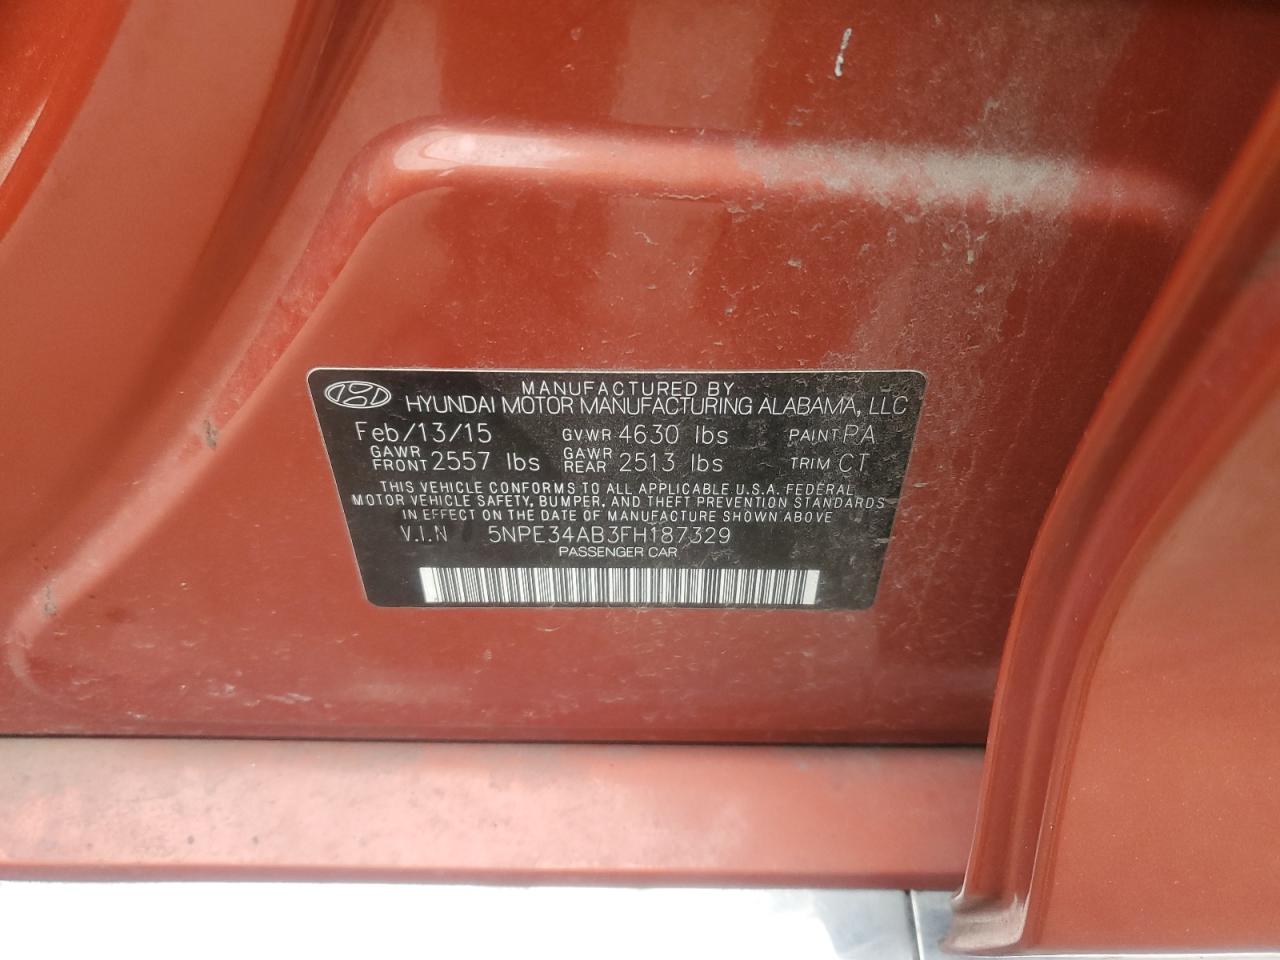 MANUFACTURED BY
HYUNDAI MOTOR MANUFACTURING ALABAMA, LLC
Feb/13/15 GVWR 4630 lbs PAINT PA
GAWR FRONT 2557 lbs GAWR REAR 2513 lbs TRIM CT
THIS VEHICLE CONFORMS TO ALL APPLICABLE U.S.A. FEDERAL
MOTOR VEHICLE SAFETY, BUMPER, AND THEFT PREVENTION STANDARDS
IN EFFECT ON THE DATE OF MANUFACTURE SHOWN ABOVE
V.I.N 5NPE34AB3FH187329
PASSENGER CAR